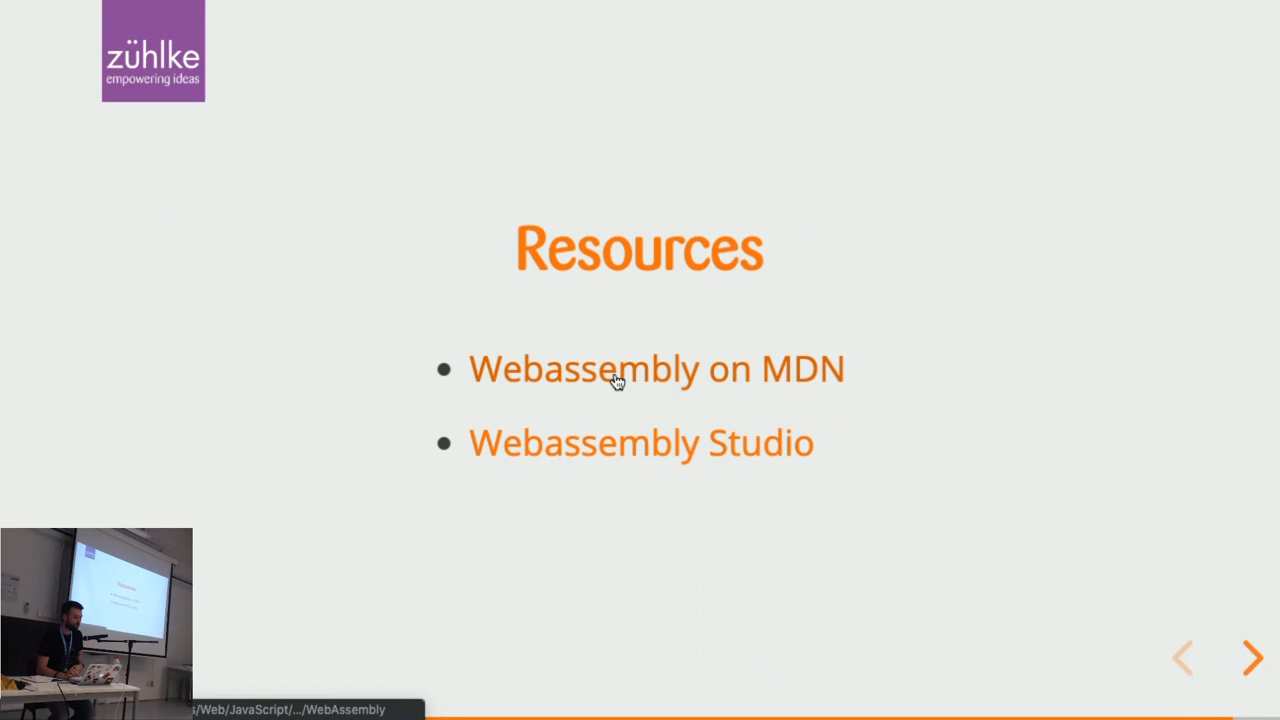 zühlke
empowering ideas
Resources
Webassembly on MDN
Webassembly Studio
s/Web/JavaScript/.../WebAssembly